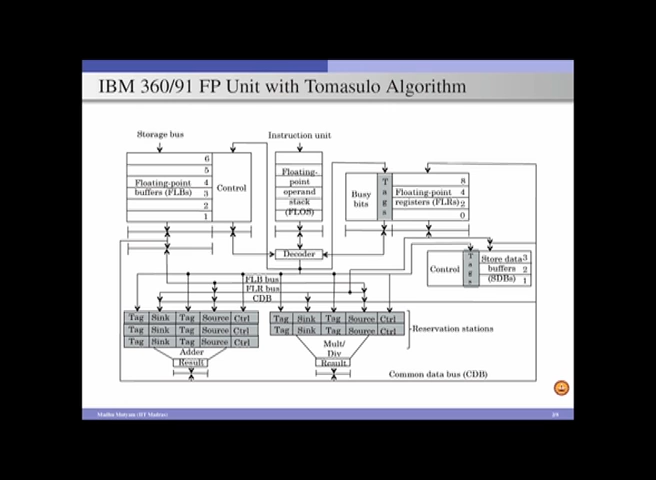 IBM 360/91 FP Unit with Tomasulo Algorithm
Storage bus
Instruction unit
6
5
Floating-point 4
buffers (FLBs) 3
2
1
Control
Floating-
point
operand
stack
(FLOS)
Busy
bits
T
a
g
s
8
Floating-point 4
registers (FLRs) 2
0
Decoder
Control
T
a
g
s
Store data 3
buffers 2
(SDBs) 1
FLB bus
FLR bus
CDB
Tag Sink Tag Source Ctrl
Tag Sink Tag Source Ctrl
Tag Sink Tag Source Ctrl
Adder
Result
Tag Sink Tag Source Ctrl
Tag Sink Tag Source Ctrl
Mult/
Div
Result
Reservation stations
Common data bus (CDB)
Madhu Mutyam (IIT Madras)